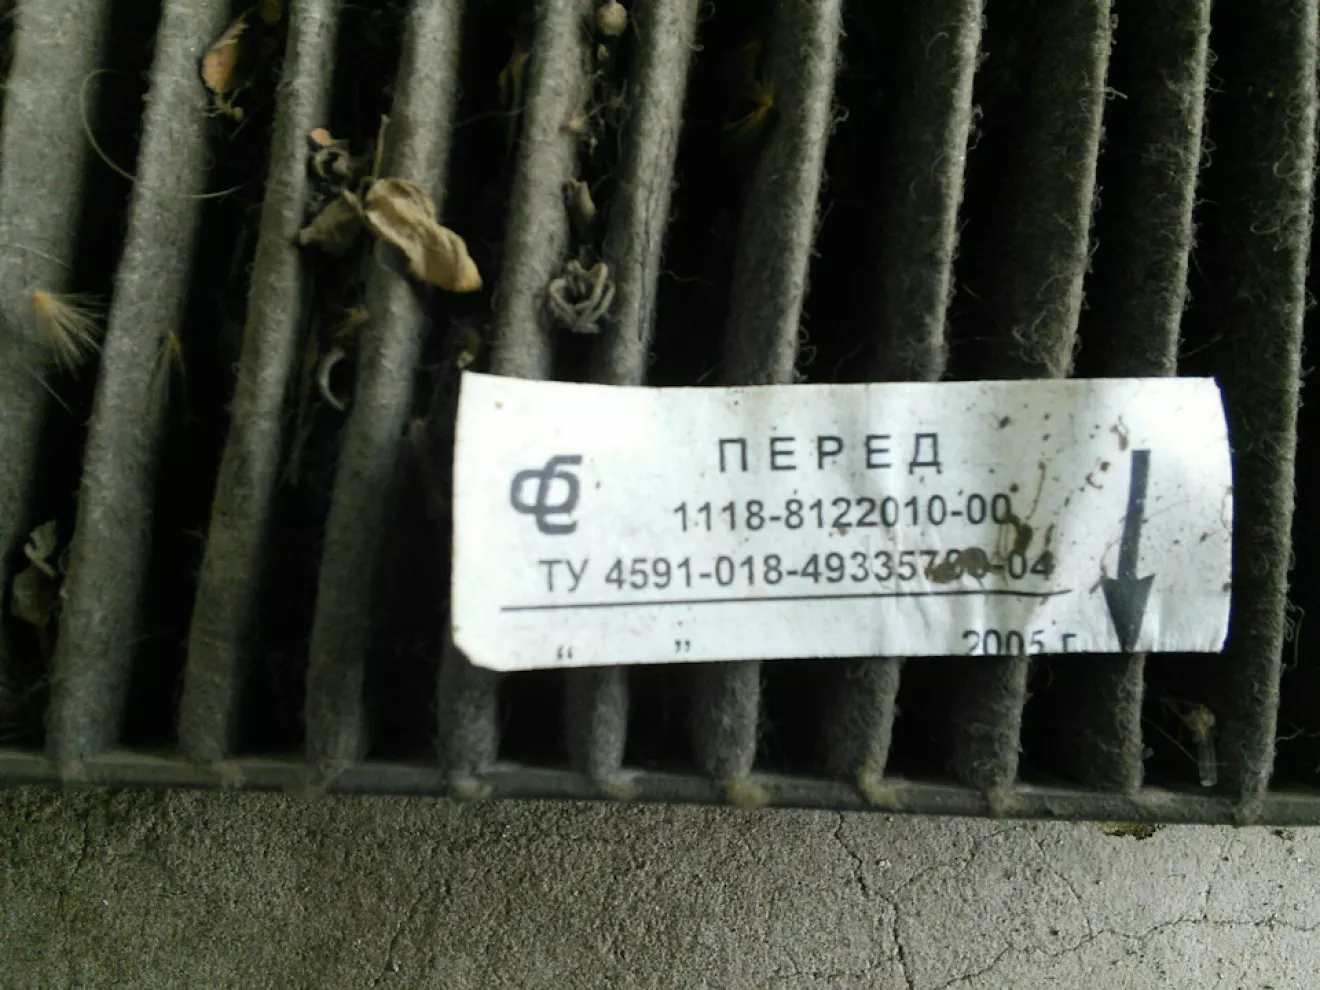 ПЕРЕД
1118-8122010-00
ТУ 4591-018-
“ ” 2005 г.